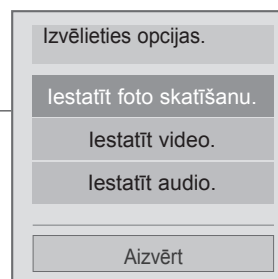 Izvēlieties opcijas.
Iestatīt foto skatīšanu.
Iestatīt video.
Iestatīt audio.
Aizvērt